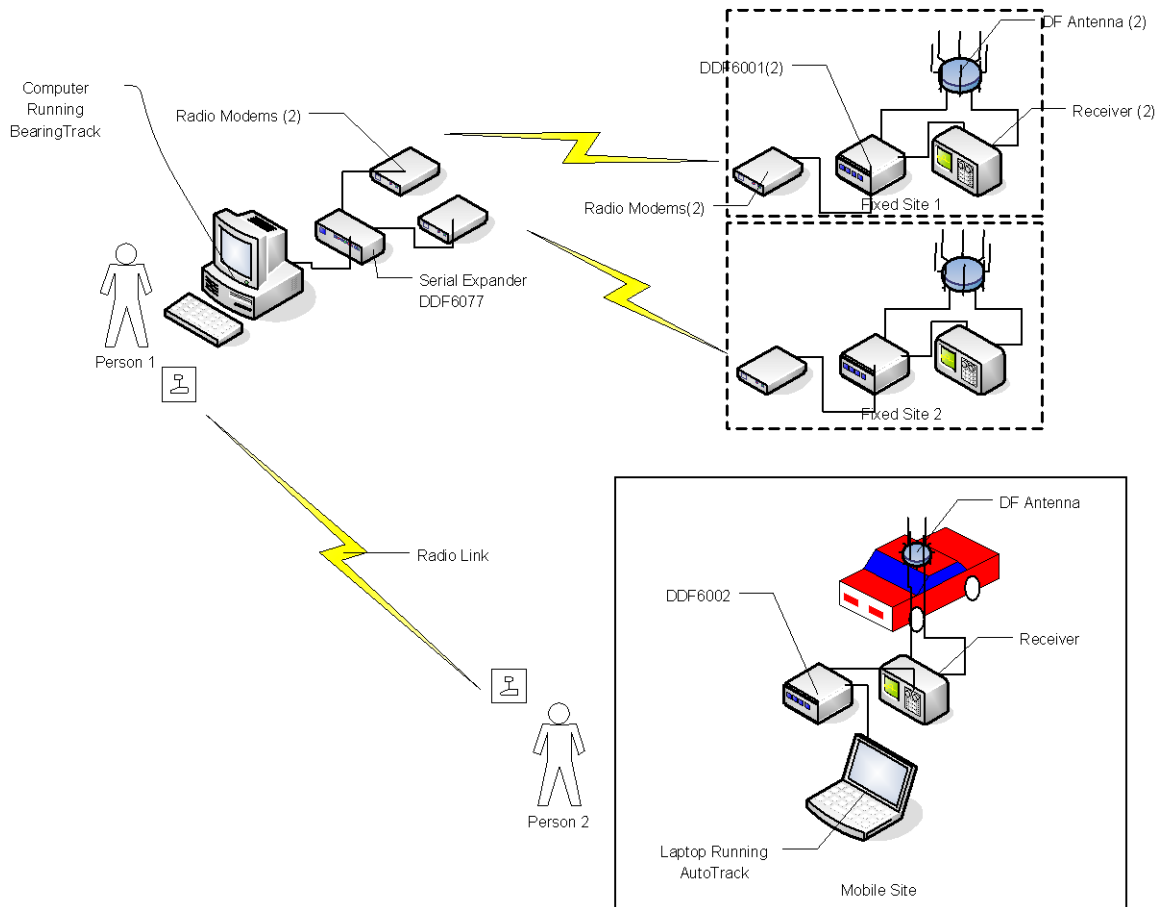 DF Antenna (2)
DDF6001(2)
Computer
Running
BearingTrack
Radio Modems (2)
Receiver (2)
Radio Modems(2)
Fixed Site 1
Serial Expander
DDF6077
Person 1
Fixed Site 2
DF Antenna
Radio Link
DDF6002
Receiver
Person 2
Laptop Running
AutoTrack
Mobile Site